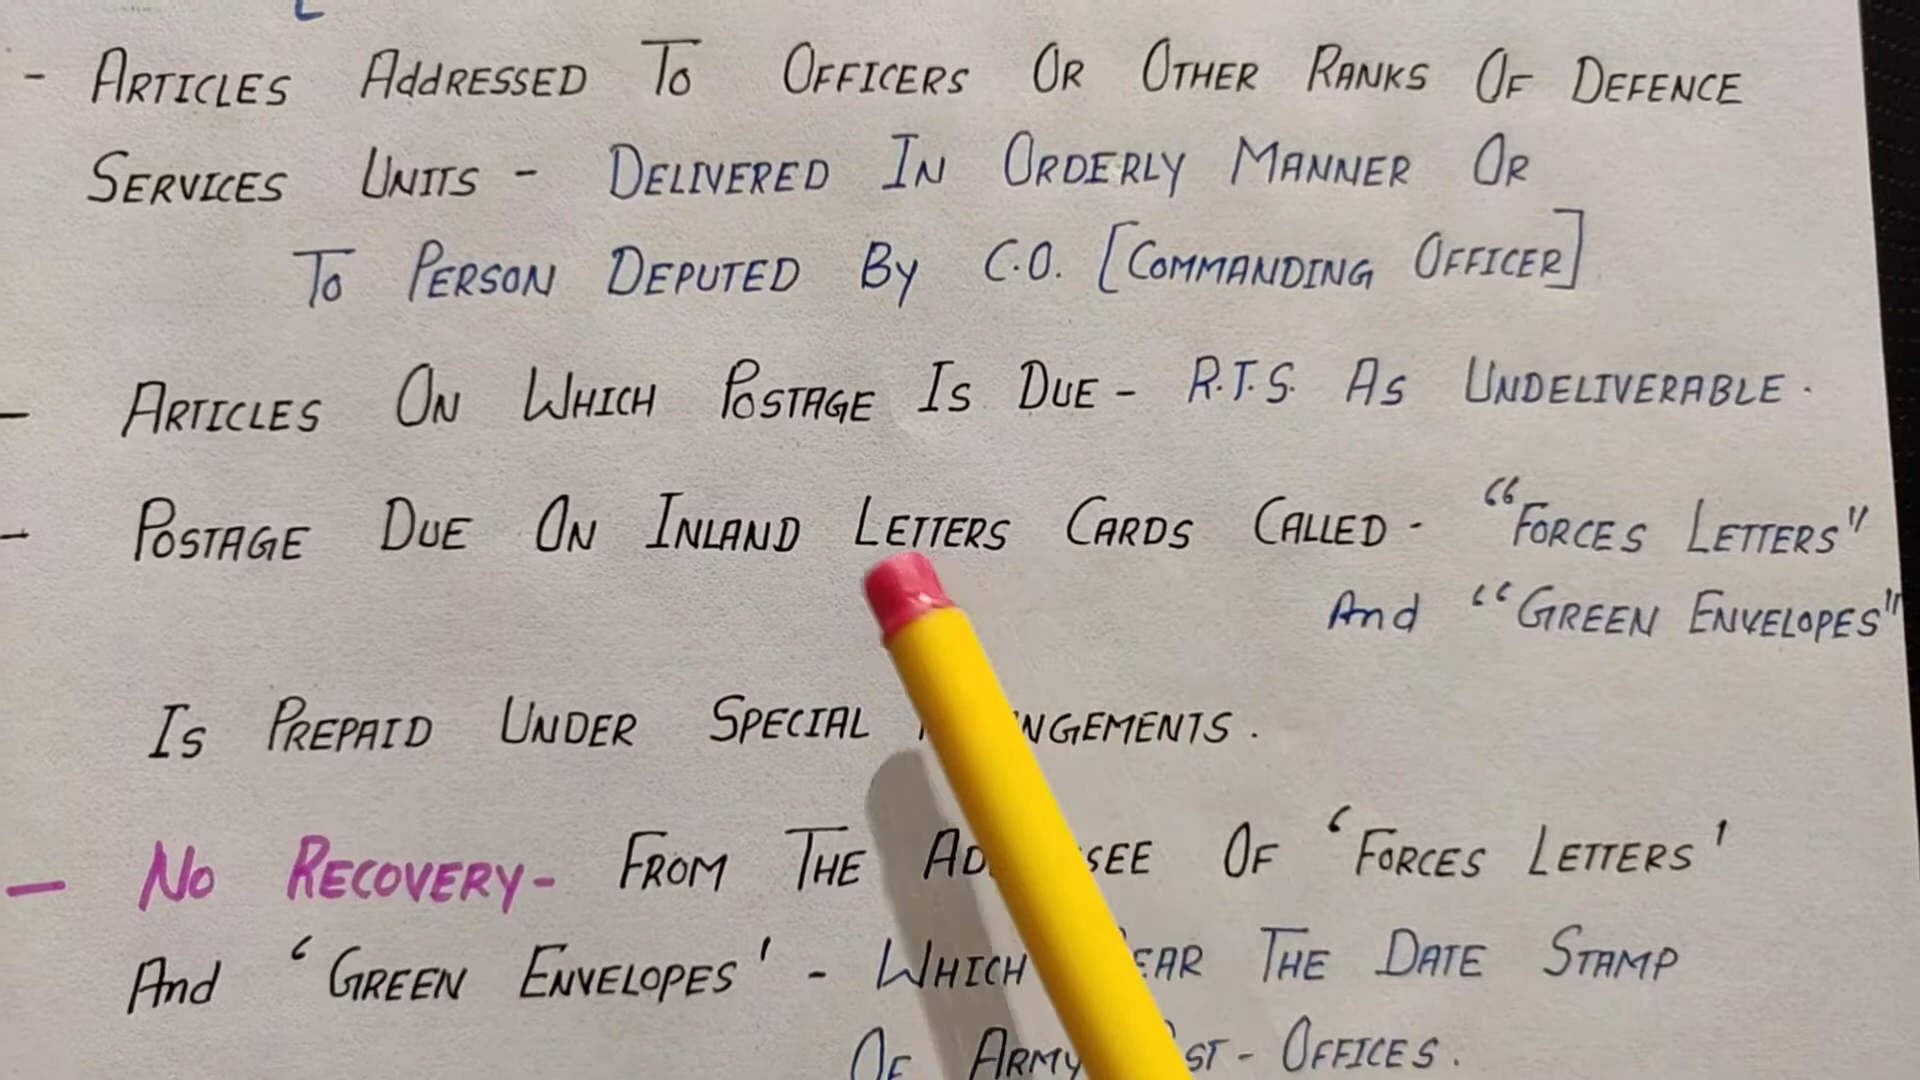 - Articles Addressed To Officers Or Other Ranks Of Defence
Services Units - Delivered In Orderly Manner Or
To Person Deputed By C.O. [Commanding Officer]
- Articles On Which Postage Is Due - R.T.S. As Undeliverable.
- Postage Due On Inland Letters Cards Called - "Forces Letters"
And "Green Envelopes"
Is Prepaid Under Special
- No Recovery - From The Of 'Forces Letters'
And 'Green Envelopes' - Which The Date Stamp
Of Army - Offices.